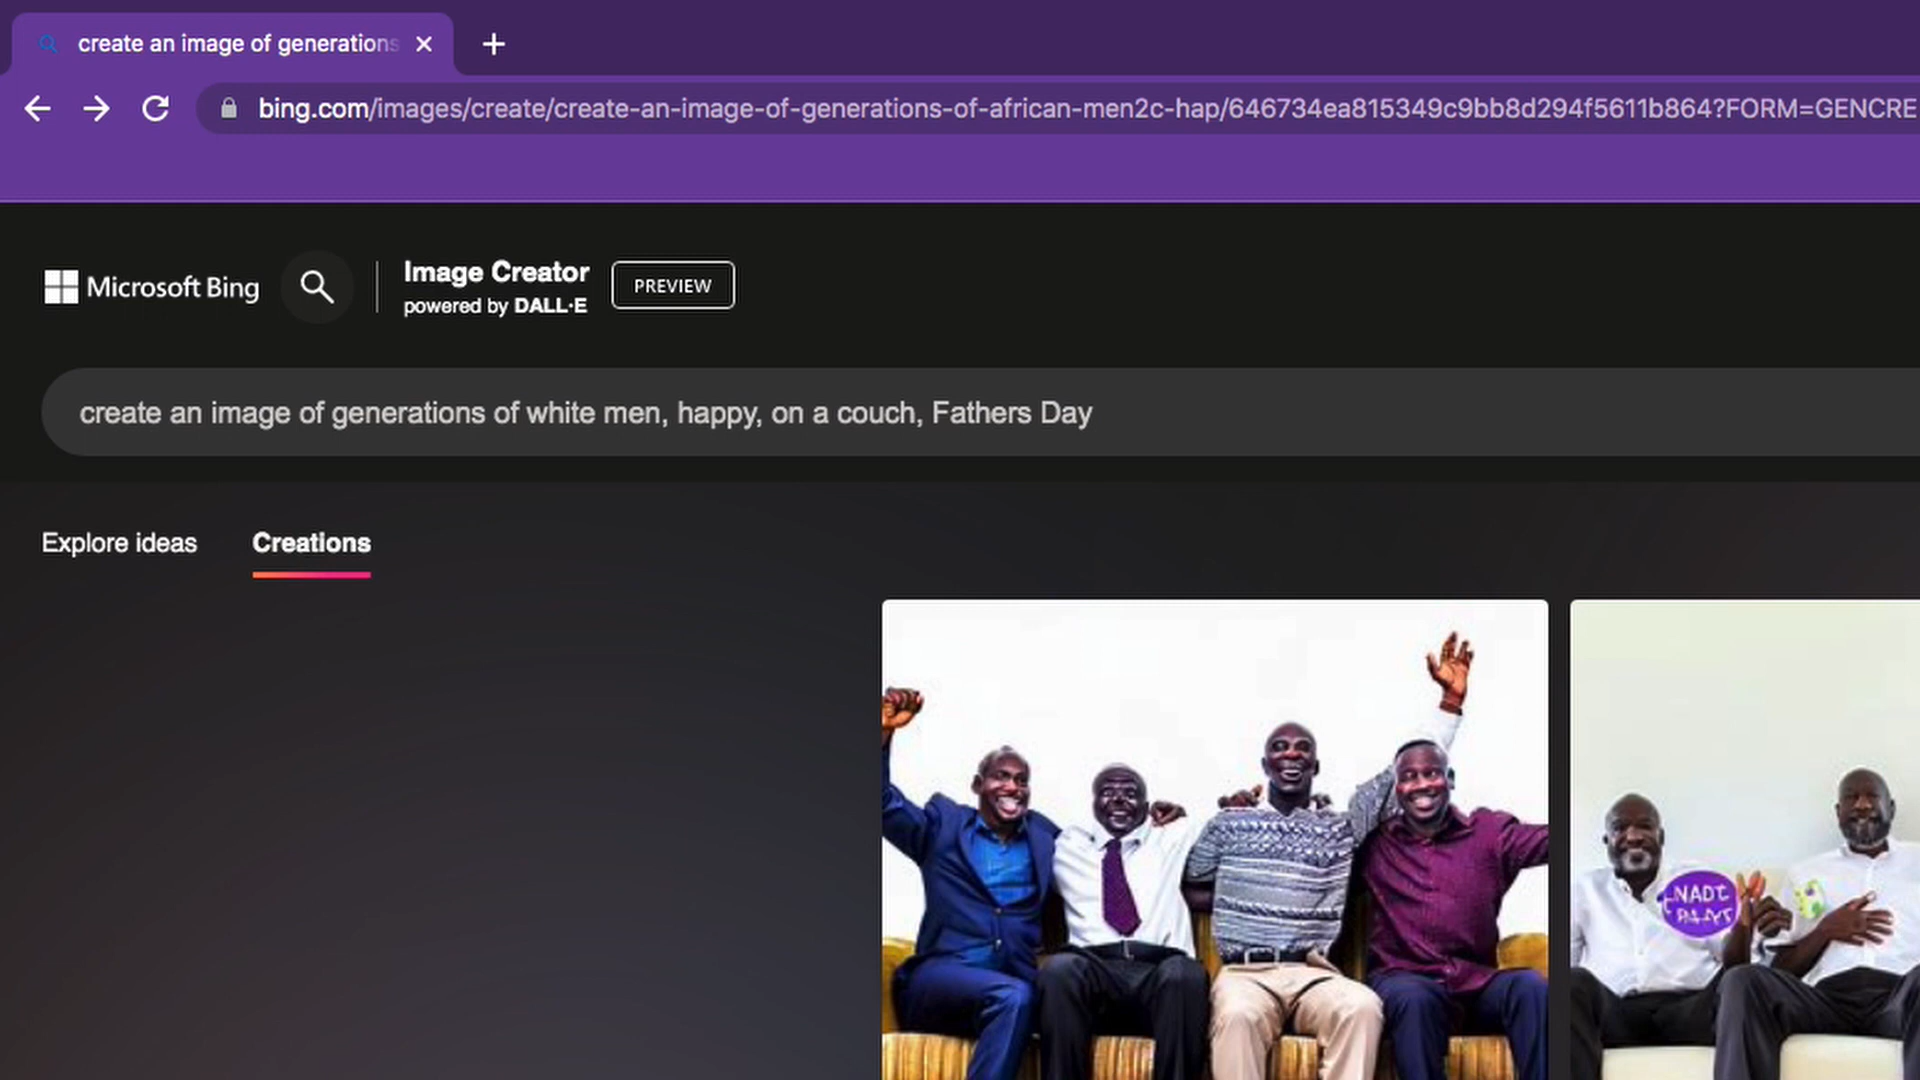 create an image of generations
bing.com/images/create/create-an-image-of-generations-of-african-men2c-hap/646734ea815349c9bb8d294f5611b864?FORM=GENCRE
Microsoft Bing
Image Creator
powered by DALL·E
PREVIEW
create an image of generations of white men, happy, on a couch, Fathers Day
Explore ideas
Creations